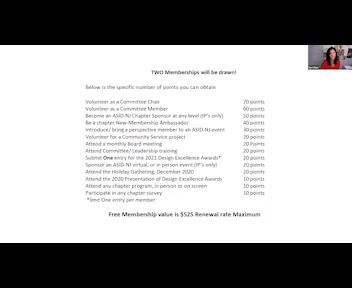 TWO Memberships will be drawn!
Below is the specific number of points you can obtain
Volunteer as a Committee Chair 70 points
Volunteer as a Committee Member 60 points
Become an ASID-NJ Chapter Sponsor at any level (IP's only) 50 points
Be a chapter New-Membership Ambassador 40 points
Introduce/ bring a perspective member to an ASID-NJ event 30 points
Volunteer for a Community Service project 20 points
Attend a monthly Board meeting 20 Points
Attend Committee/ Leadership training 20 points
Submit One entry for the 2021 Design Excellence Awards* 20 Points
Sponsor an ASID-NJ virtual, or in person event (IP's only) 20 points
Attend the Holiday Gathering, December 2020 20 points
Attend the 2020 Presentation of Design Excellence Awards 10 points
Attend any chapter program, in person or on screen 10 points
Participate in any chapter survey 10 points
*limit One entry per member
Free Membership value is $525 Renewal rate Maximum